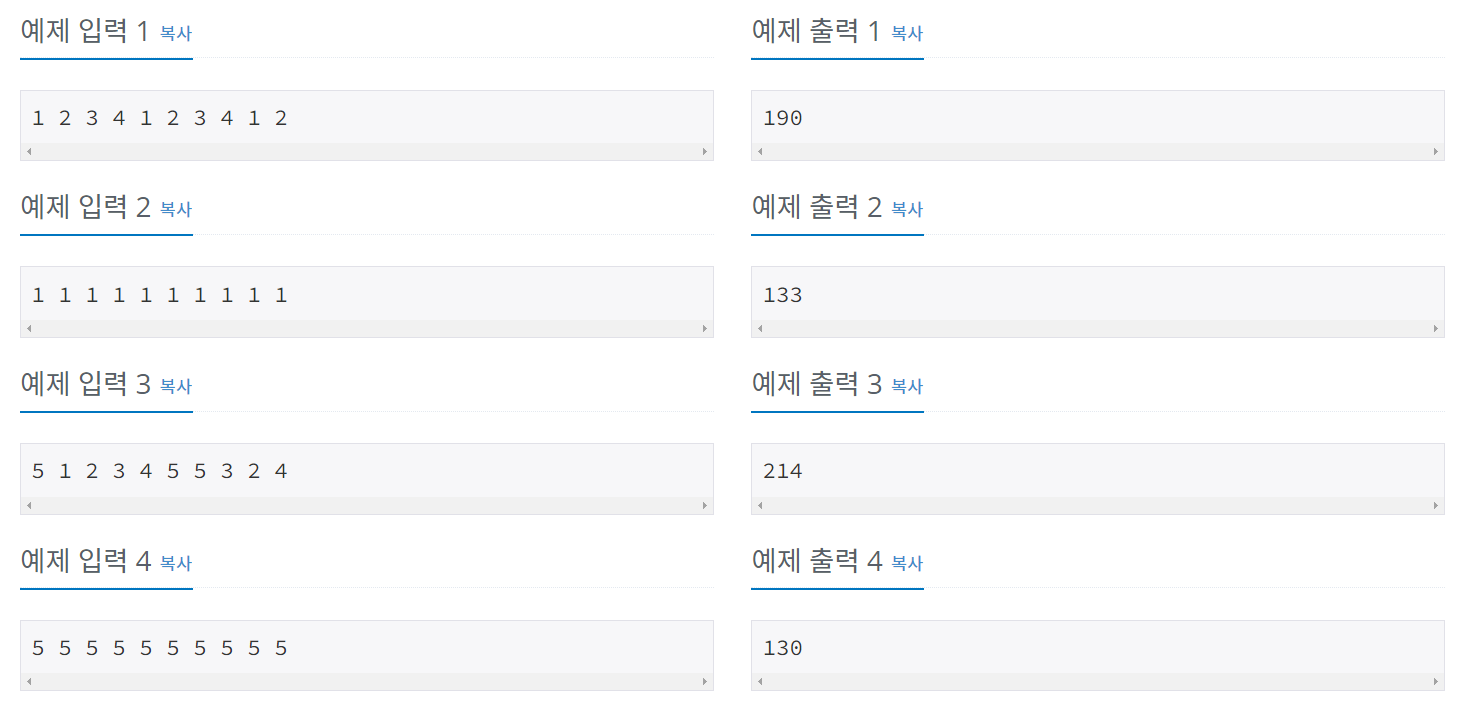 예제 입력 1 복사
예제 출력 1 복사
1 2 3 4 1 2 3 4 1 2
190
예제 입력 2 복사
예제 출력 2 복사
1 1 1 1 1 1 1 1 1 1
133
예제 입력 3 복사
예제 출력 3 복사
5 1 2 3 4 5 5 3 2 4
214
예제 입력 4 복사
예제 출력 4 복사
5 5 5 5 5 5 5 5 5 5
130